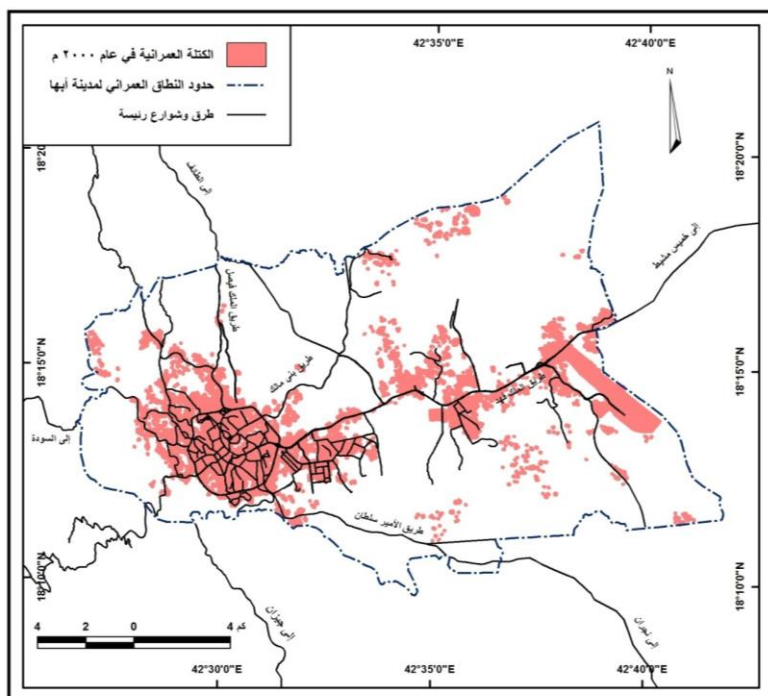 الكتلة العمرانية في عام ٢٠٠٠ م
حدود النطاق العمراني لمدينة أبها
طرق وشوارع رئيسة
42°35'0"E
42°40'0"E
N
18°20
18°20'0"N
إلى الطائف
إلى خميس مشيط
طريق الملك فيصل
18°15'0"N
18°15'0"N
طريق بني مالك
طريق الملك فهد
إلى السودة
طريق الأمير سلطان
18°10'0"N
18°10'0"N
إلى جيزان
إلى نجران
4 2 0 4 كم
42°30'0"E
42°35'0"E
42°40'0"E